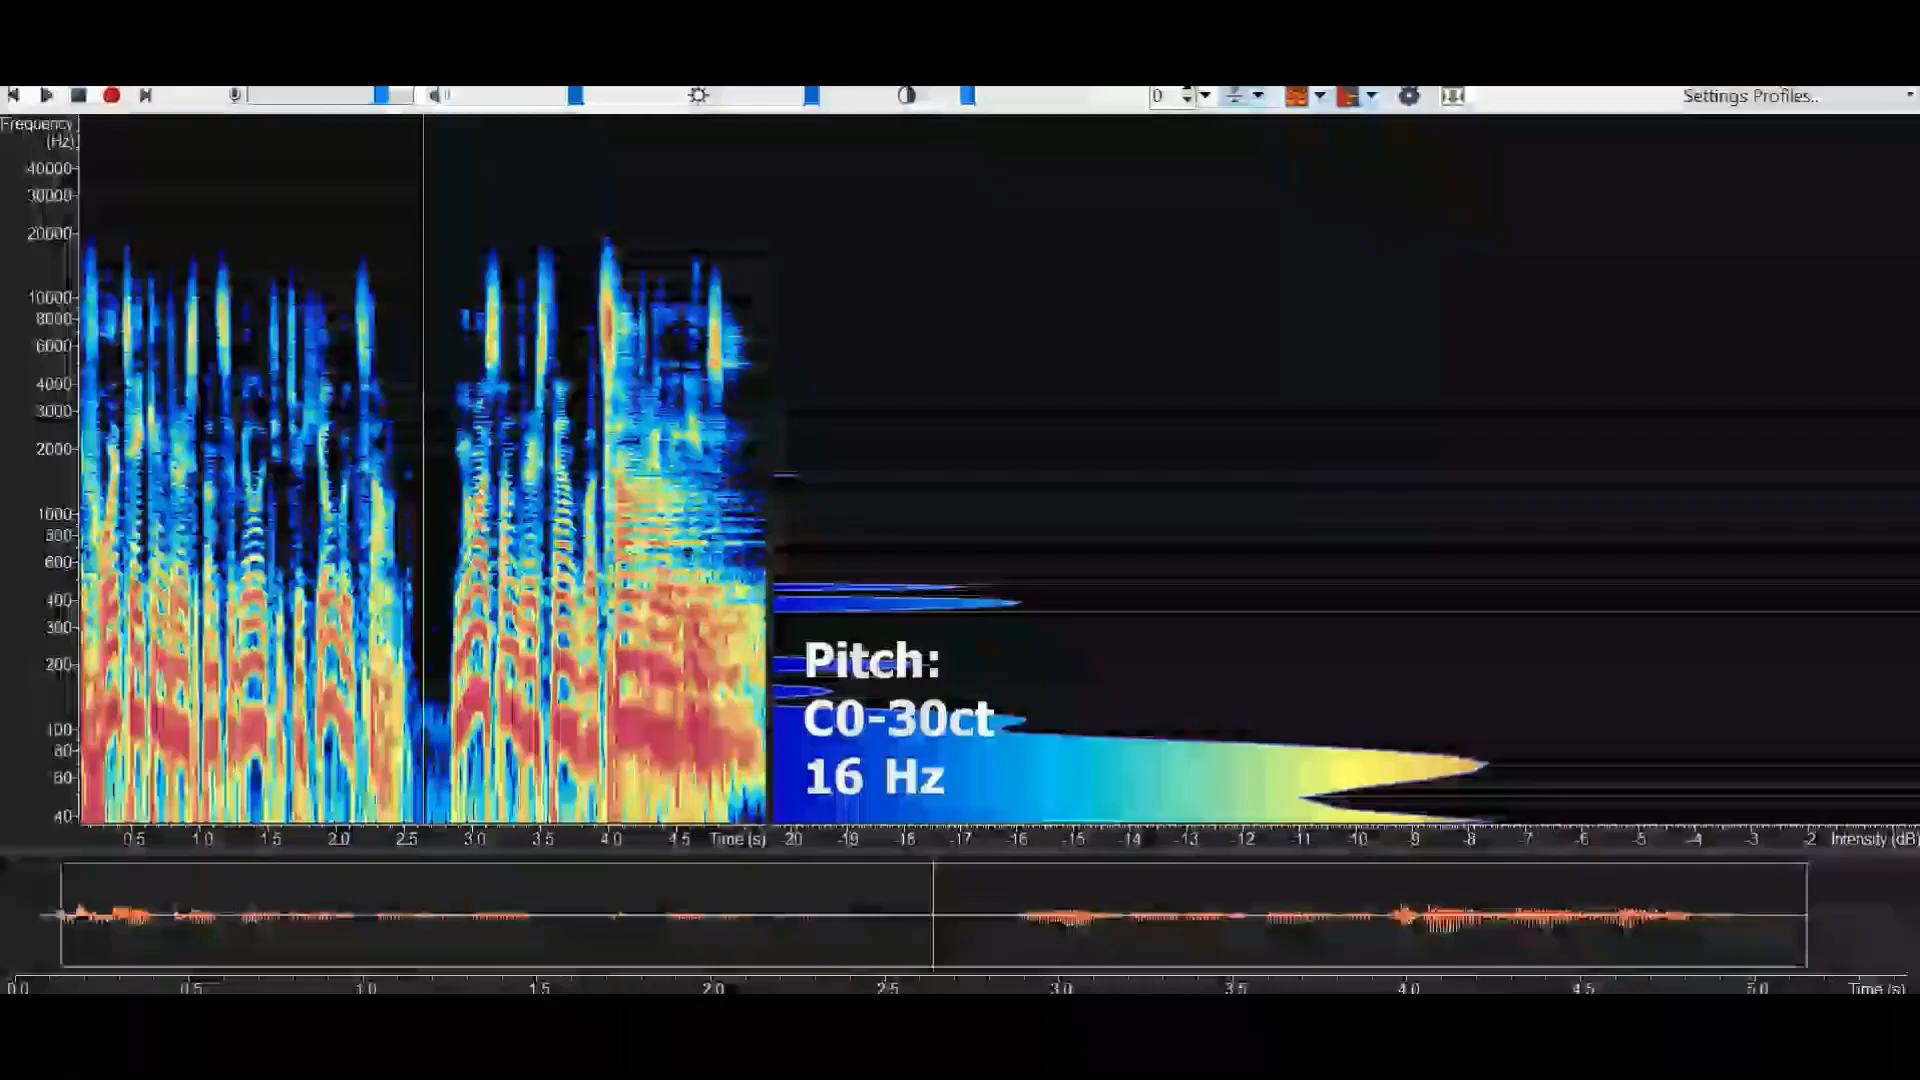 0
Settings Profiles..
Frequency
(Hz)
40000
30000
20000
10000
8000
6000
4000
3000
2000
1000
800
600
400
300
200
100
80
60
40
Pitch:
C0-30ct
16 Hz
0.5 1.0 1.5 2.0 2.5 3.0 3.5 4.0 4.5 Time (s)
-20 -19 -18 -17 -16 -15 -14 -13 -12 -11 -10 -9 -8 -7 -6 -5 -4 -3 -2 Intensity (dB)
0.0 0.5 1.0 1.5 2.0 2.5 3.0 3.5 4.0 4.5 5.0 Time (s)